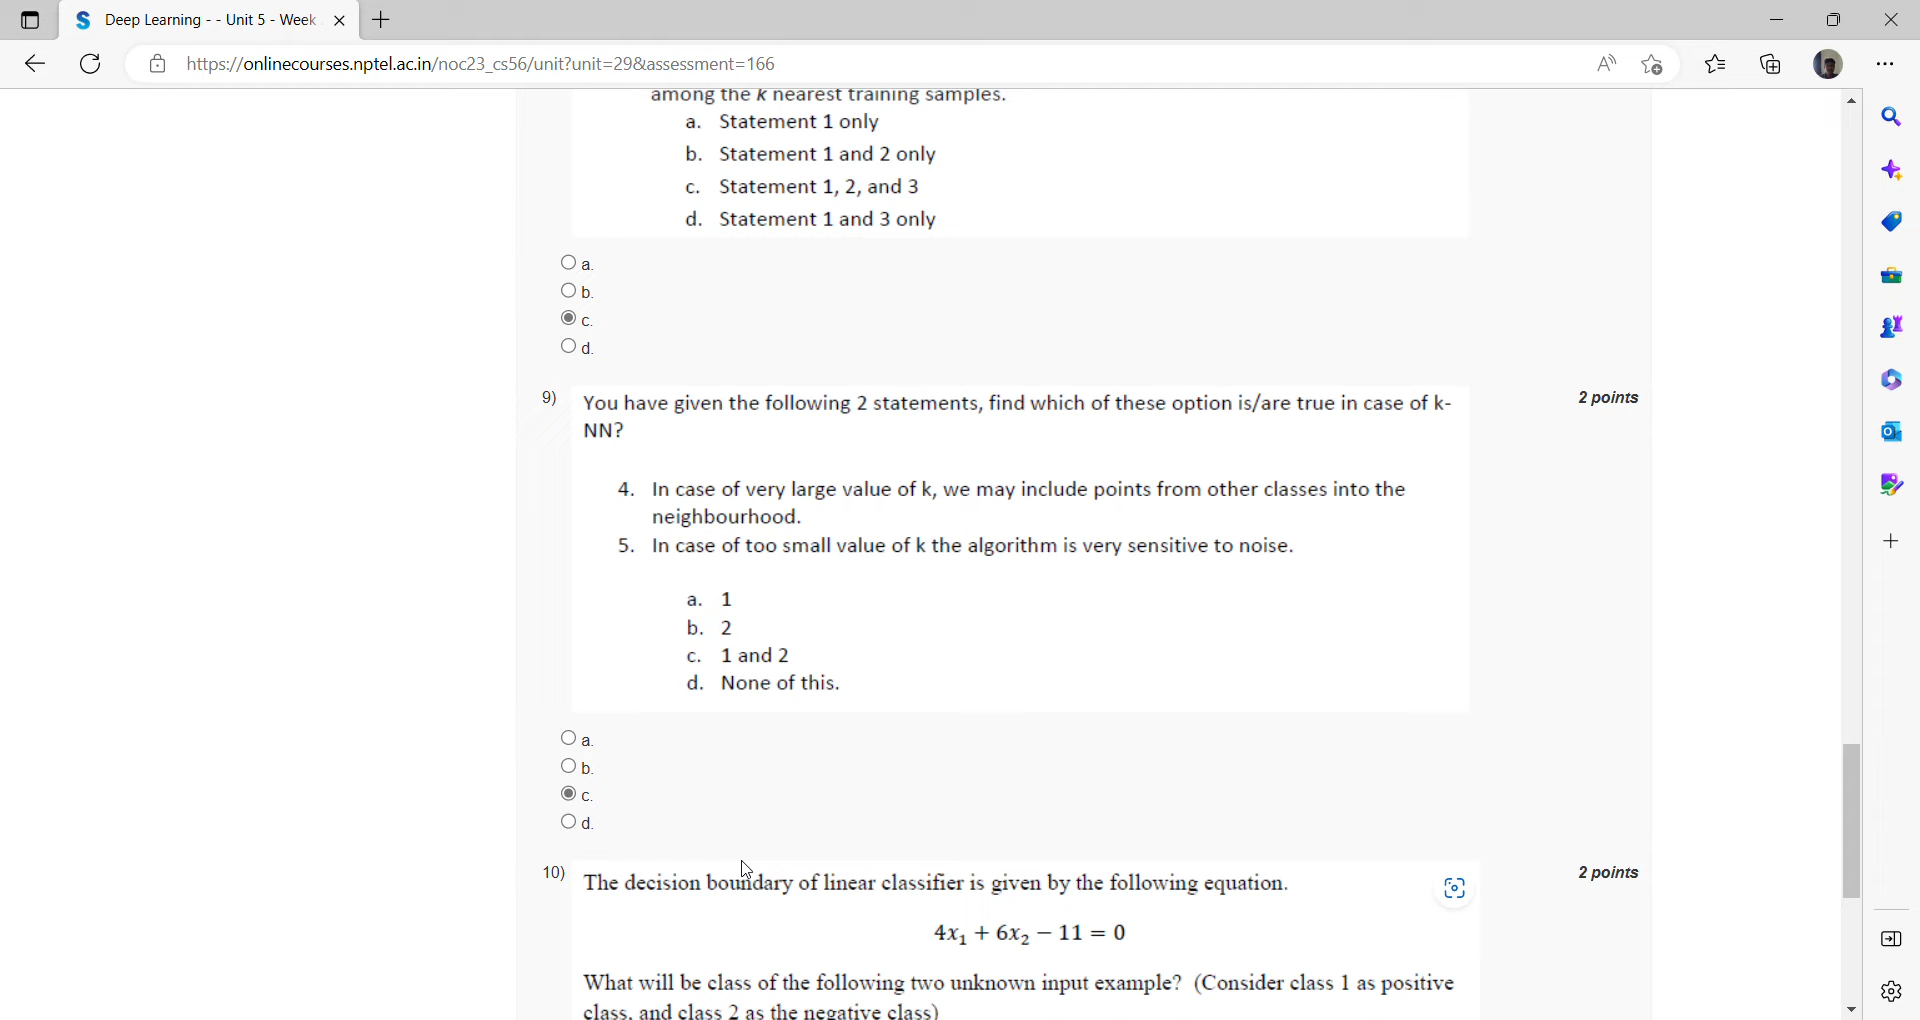 Deep Learning - - Unit 5 - Week
https://onlinecourses.nptel.ac.in/noc23_cs56/unit?unit=29&assessment=166
among the k nearest training samples.
a. Statement 1 only
b. Statement 1 and 2 only
c. Statement 1, 2, and 3
d. Statement 1 and 3 only
a.
b.
c.
d.
9) You have given the following 2 statements, find which of these option is/are true in case of k-
2 points
NN?
4. In case of very large value of k, we may include points from other classes into the
neighbourhood.
5. In case of too small value of k the algorithm is very sensitive to noise.
a. 1
b. 2
c. 1 and 2
d. None of this.
a.
b.
c.
d.
10) The decision boundary of linear classifier is given by the following equation.
2 points
4x₁ + 6x₂ − 11 = 0
What will be class of the following two unknown input example? (Consider class 1 as positive
class, and class 2 as the negative class)